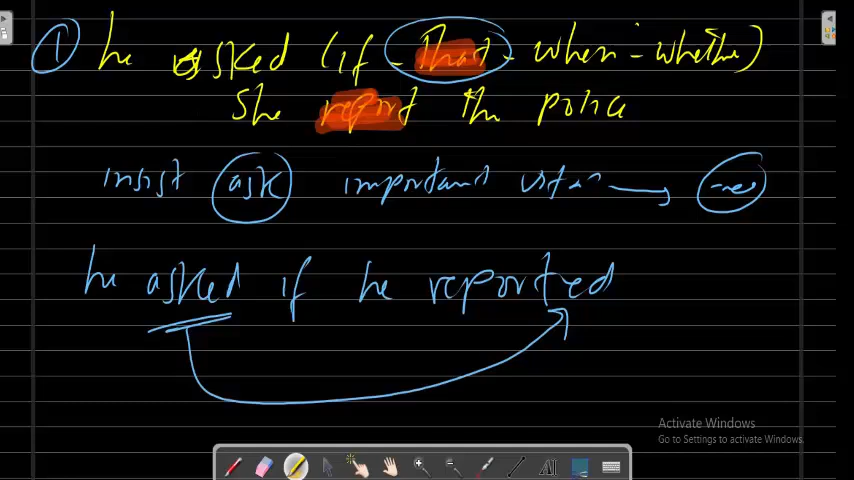 ① he asked (if - that - when - whether)
She report the police
insist ask important vital
he asked if he reported
Activate Windows
Go to Settings to activate Windows.